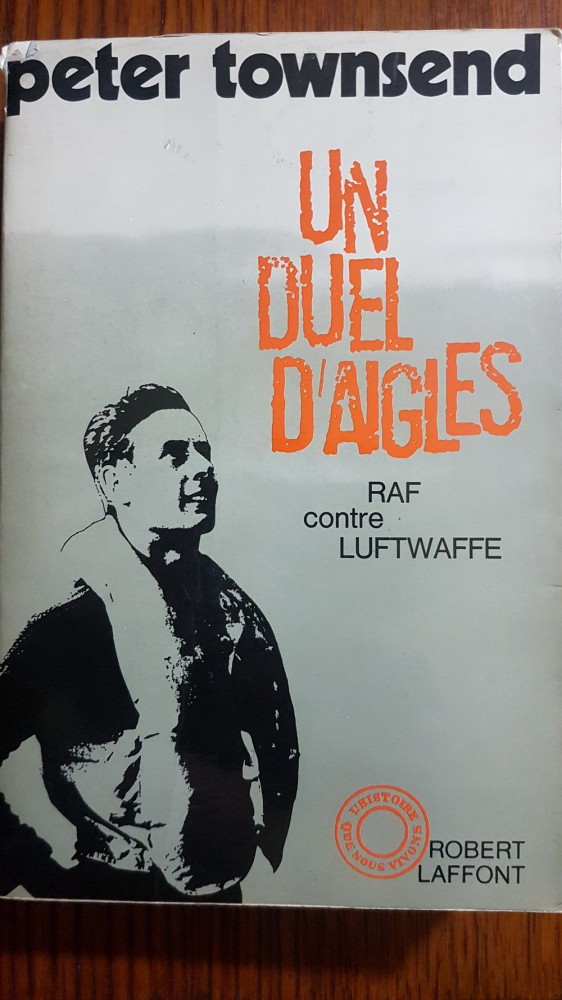 peter townsend
UN
DUEL
D'AIGLES
RAF
contre
LUFTWAFFE
L'HISTOIRE
QUE NOUS VIVONS
ROBERT
LAFFONT